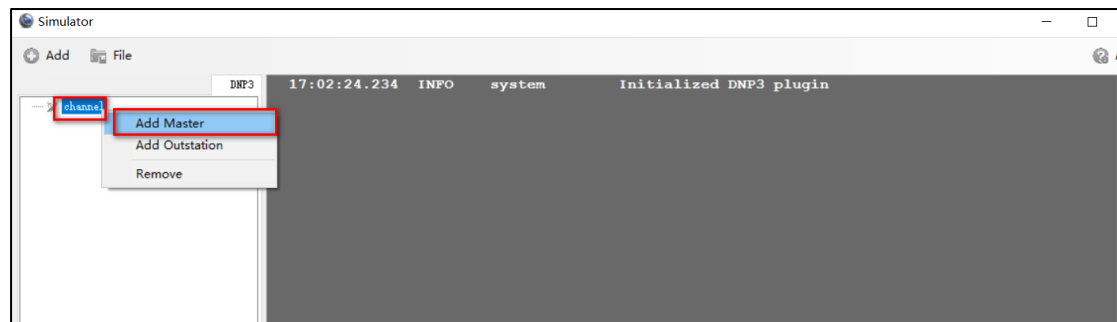 Simulator
Add File
DNP3
17:02:24.234 INFO system Initialized DNP3 plugin
channel
Add Master
Add Outstation
Remove